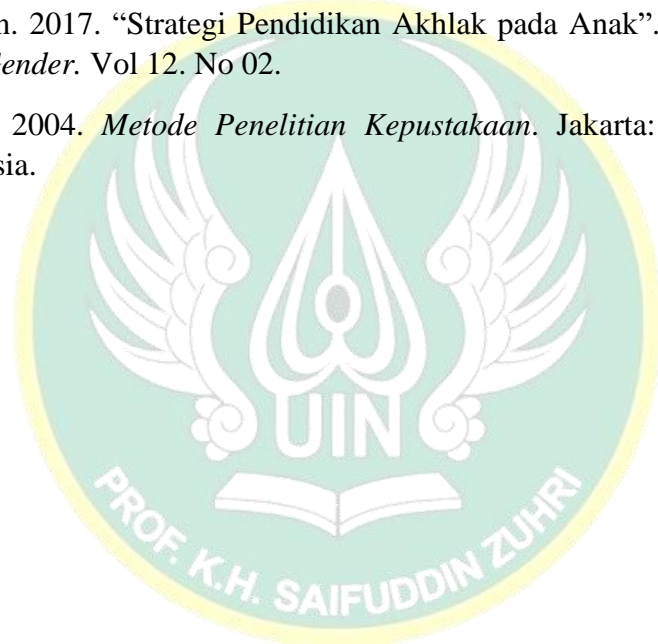 n. 2017. “Strategi Pendidikan Akhlak pada Anak”.
ender. Vol 12. No 02.
2004. Metode Penelitian Kepustakaan. Jakarta:
sia.
UIN
PROF. K.H. SAIFUDDIN ZUHRI